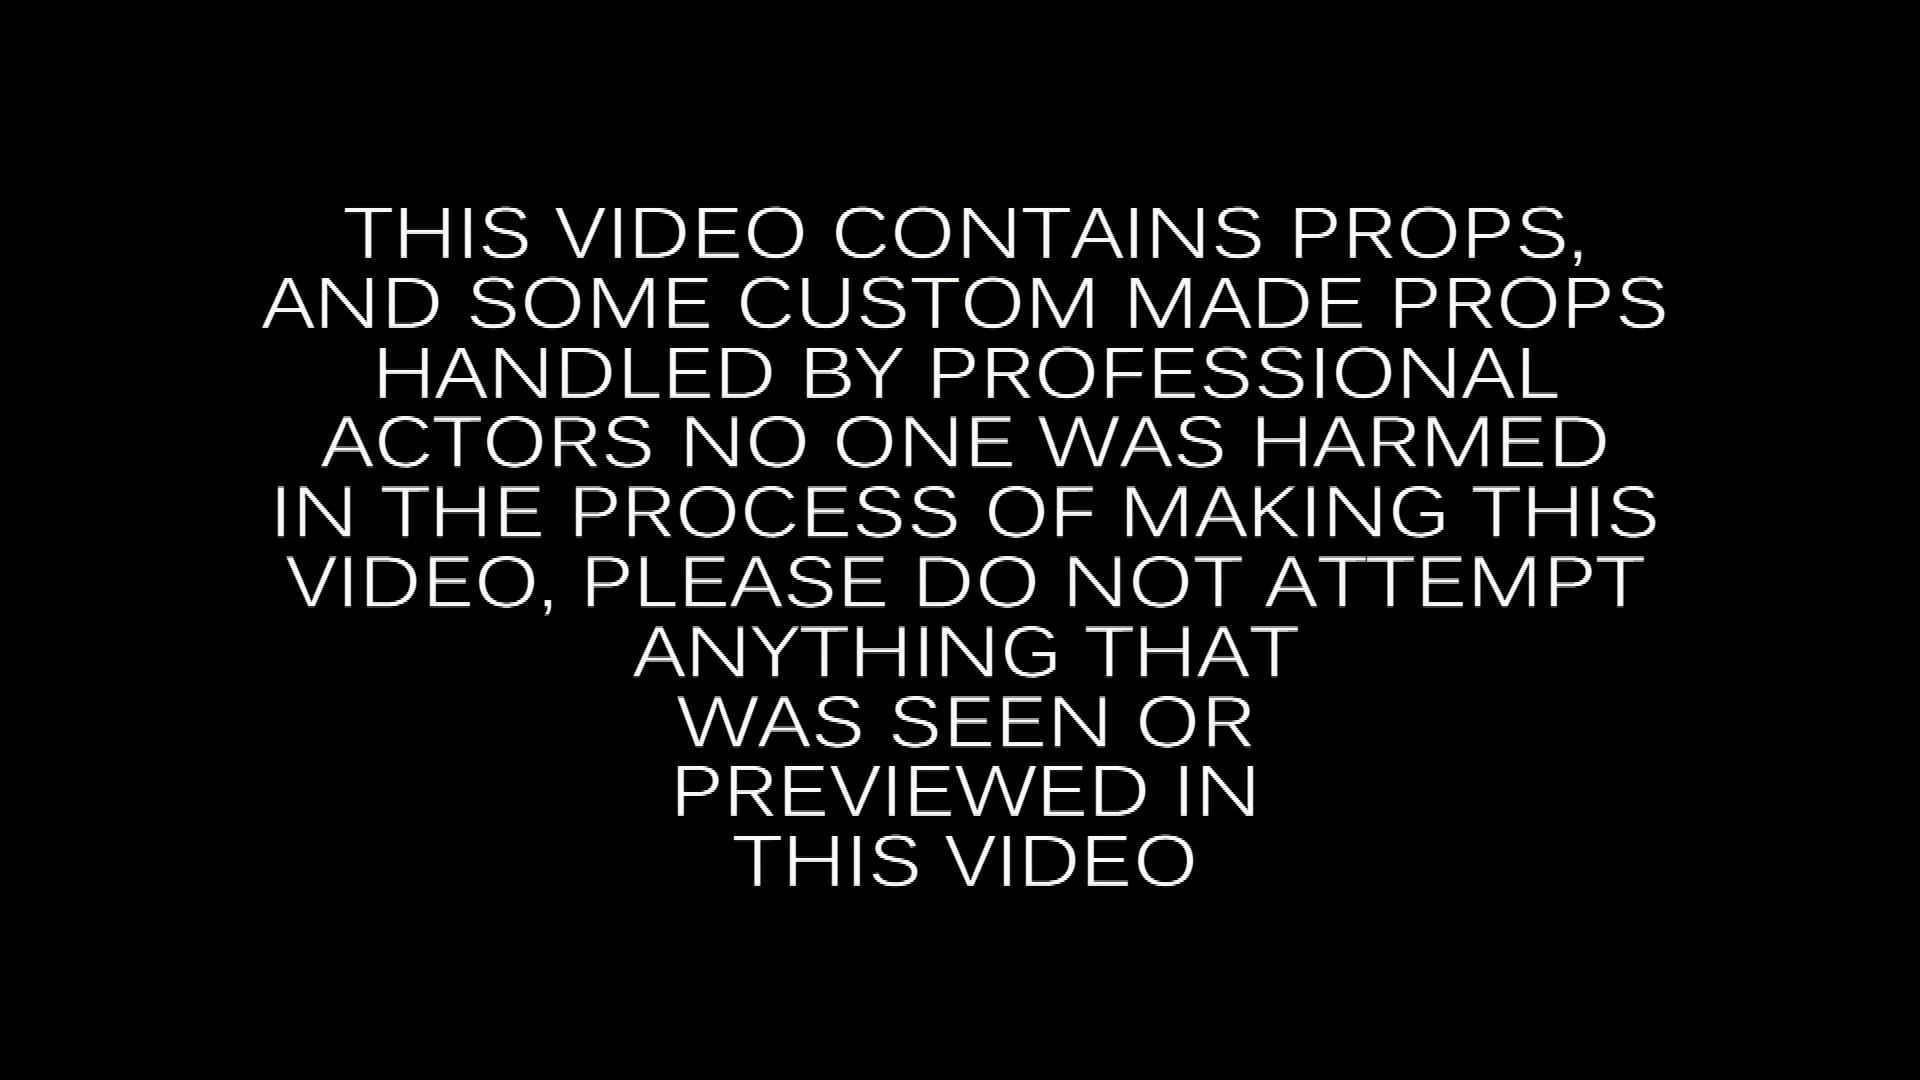 THIS VIDEO CONTAINS PROPS,
AND SOME CUSTOM MADE PROPS
HANDLED BY PROFESSIONAL
ACTORS NO ONE WAS HARMED
IN THE PROCESS OF MAKING THIS
VIDEO, PLEASE DO NOT ATTEMPT
ANYTHING THAT
WAS SEEN OR
PREVIEWED IN
THIS VIDEO